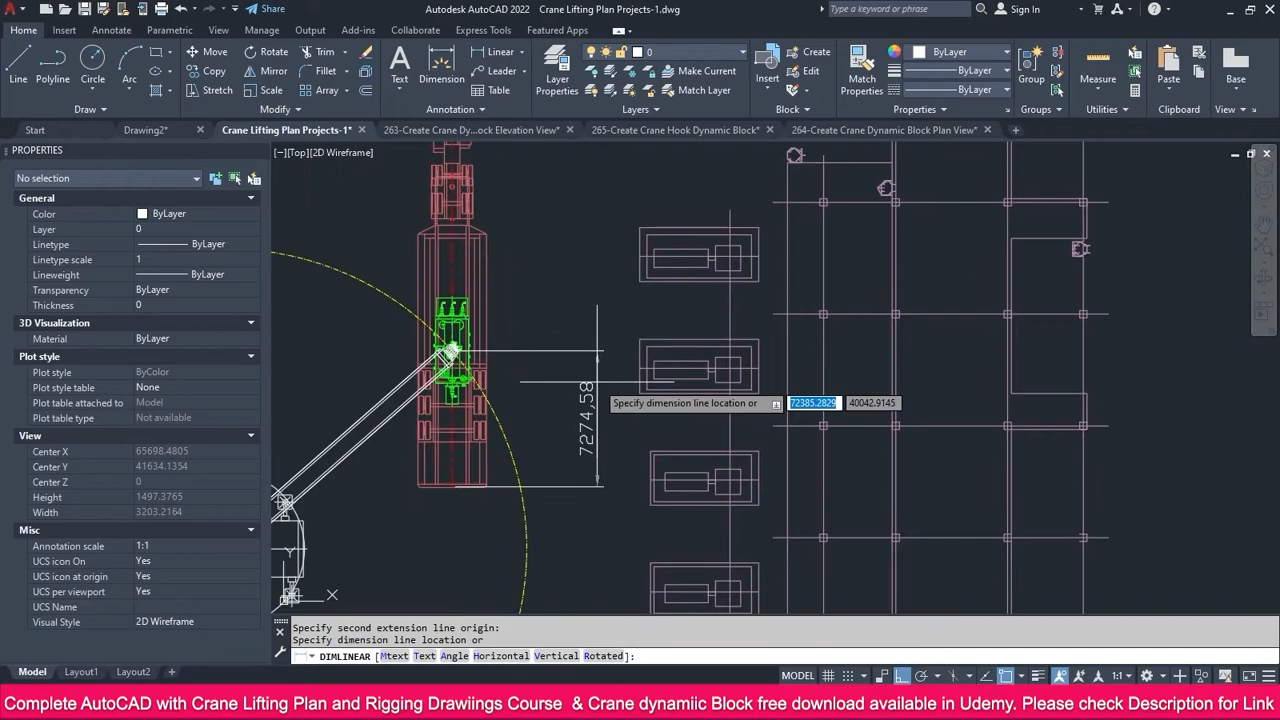 Share
Autodesk AutoCAD 2022
Crane Lifting Plan Projects-1.dwg
Type a keyword or phrase
Sign In
Home
Insert
Annotate
Parametric
View
Manage
Output
Add-ins
Collaborate
Express Tools
Featured Apps
Line
Polyline
Circle
Arc
Move
Rotate
Trim
Copy
Mirror
Fillet
Stretch
Scale
Array
Text
Dimension
Linear
Leader
Table
Layer
Properties
0
Make Current
Match Layer
Insert
Create
Edit
Match
Properties
ByLayer
ByLayer
ByLayer
Group
Measure
Paste
Base
Draw
Modify
Annotation
Layers
Block
Properties
Groups
Utilities
Clipboard
View
Start
Drawing2*
Crane Lifting Plan Projects-1*
263-Create Crane Dy...ock Elevation View*
265-Create Crane Hook Dynamic Block*
264-Create Crane Dynamic Block Plan View*
PROPERTIES
[−][Top][2D Wireframe]
No selection
General
Color ByLayer
Layer 0
Linetype ByLayer
Linetype scale 1
Lineweight ByLayer
Transparency ByLayer
Thickness 0
3D Visualization
Material ByLayer
Plot style
Plot style ByColor
Plot style table None
Plot table attached to Model
Plot table type Not available
View
Center X 65698.4805
Center Y 41634.1354
Center Z 0
Height 1497.3765
Width 3203.2164
Misc
Annotation scale 1:1
UCS icon On Yes
UCS icon at origin Yes
UCS per viewport Yes
UCS Name
Visual Style 2D Wireframe
7274,58
Specify dimension line location or 72385.2829 40042.9145
Y
X
Specify second extension line origin:
Specify dimension line location or
DIMLINEAR [Mtext Text Angle Horizontal Vertical Rotated]:
Model
Layout1
Layout2
MODEL
1:1
Complete AutoCAD with Crane Lifting Plan and Rigging Drawiings Course & Crane dynamiic Block free download available in Udemy. Please check Description for Link